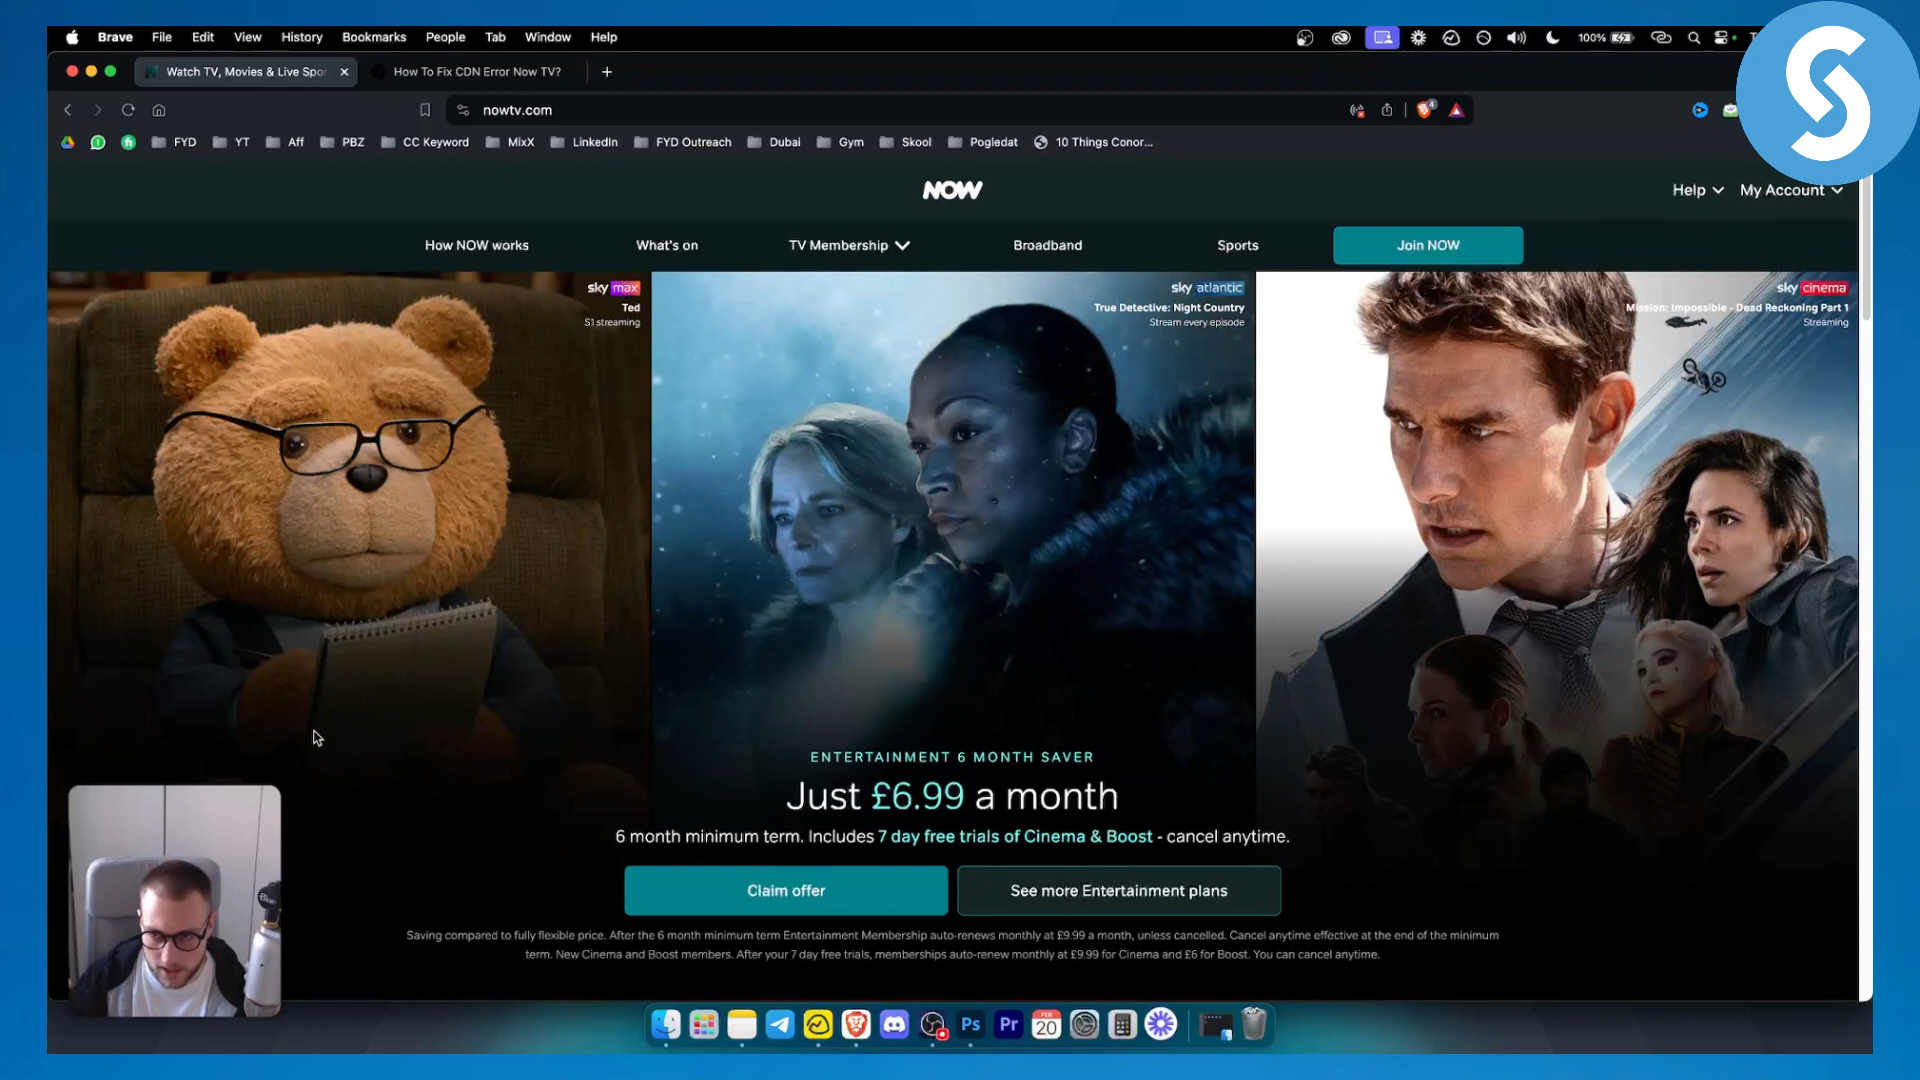 Brave File Edit View History Bookmarks People Tab Window Help 100%
Watch TV, Movies & Live Spor How To Fix CDN Error Now TV?
nowtv.com 4
FYD YT Aff PBZ CC Keyword MixX LinkedIn FYD Outreach Dubai Gym Skool Pogledat 10 Things Conor...
NOW
Help My Account
How NOW works What's on TV Membership Broadband Sports Join NOW
sky max
Ted
S1 streaming
sky atlantic
True Detective: Night Country
Stream every episode
sky cinema
Mission: Impossible - Dead Reckoning Part 1
Streaming
ENTERTAINMENT 6 MONTH SAVER
Just £6.99 a month
6 month minimum term. Includes 7 day free trials of Cinema & Boost - cancel anytime.
Claim offer See more Entertainment plans
Saving compared to fully flexible price. After the 6 month minimum term Entertainment Membership auto-renews monthly at £9.99 a month, unless cancelled. Cancel anytime effective at the end of the minimum
term. New Cinema and Boost members. After your 7 day free trials, memberships auto-renew monthly at £9.99 for Cinema and £6 for Boost. You can cancel anytime.
Ps Pr FEB 20